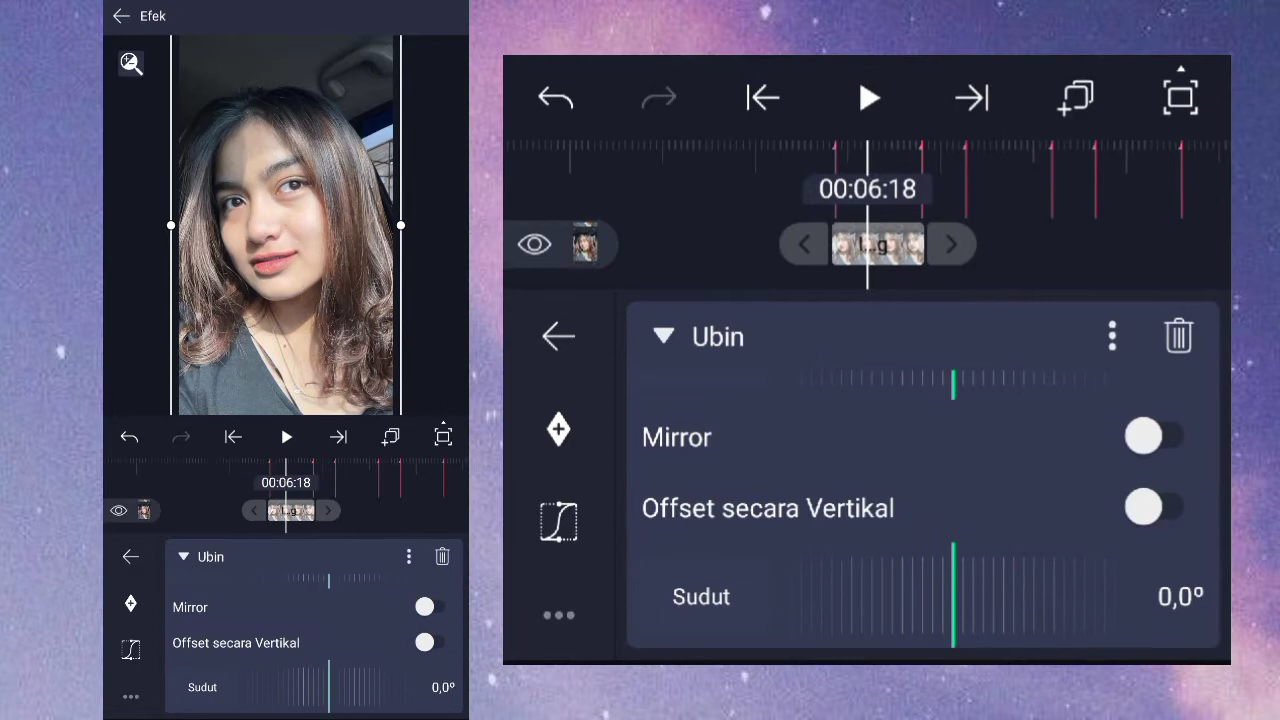 Efek
00:06:18
Ubin
Mirror
Offset secara Vertikal
Sudut 0,0º
00:06:18
Ubin
Mirror
Offset secara Vertikal
Sudut 0,0º